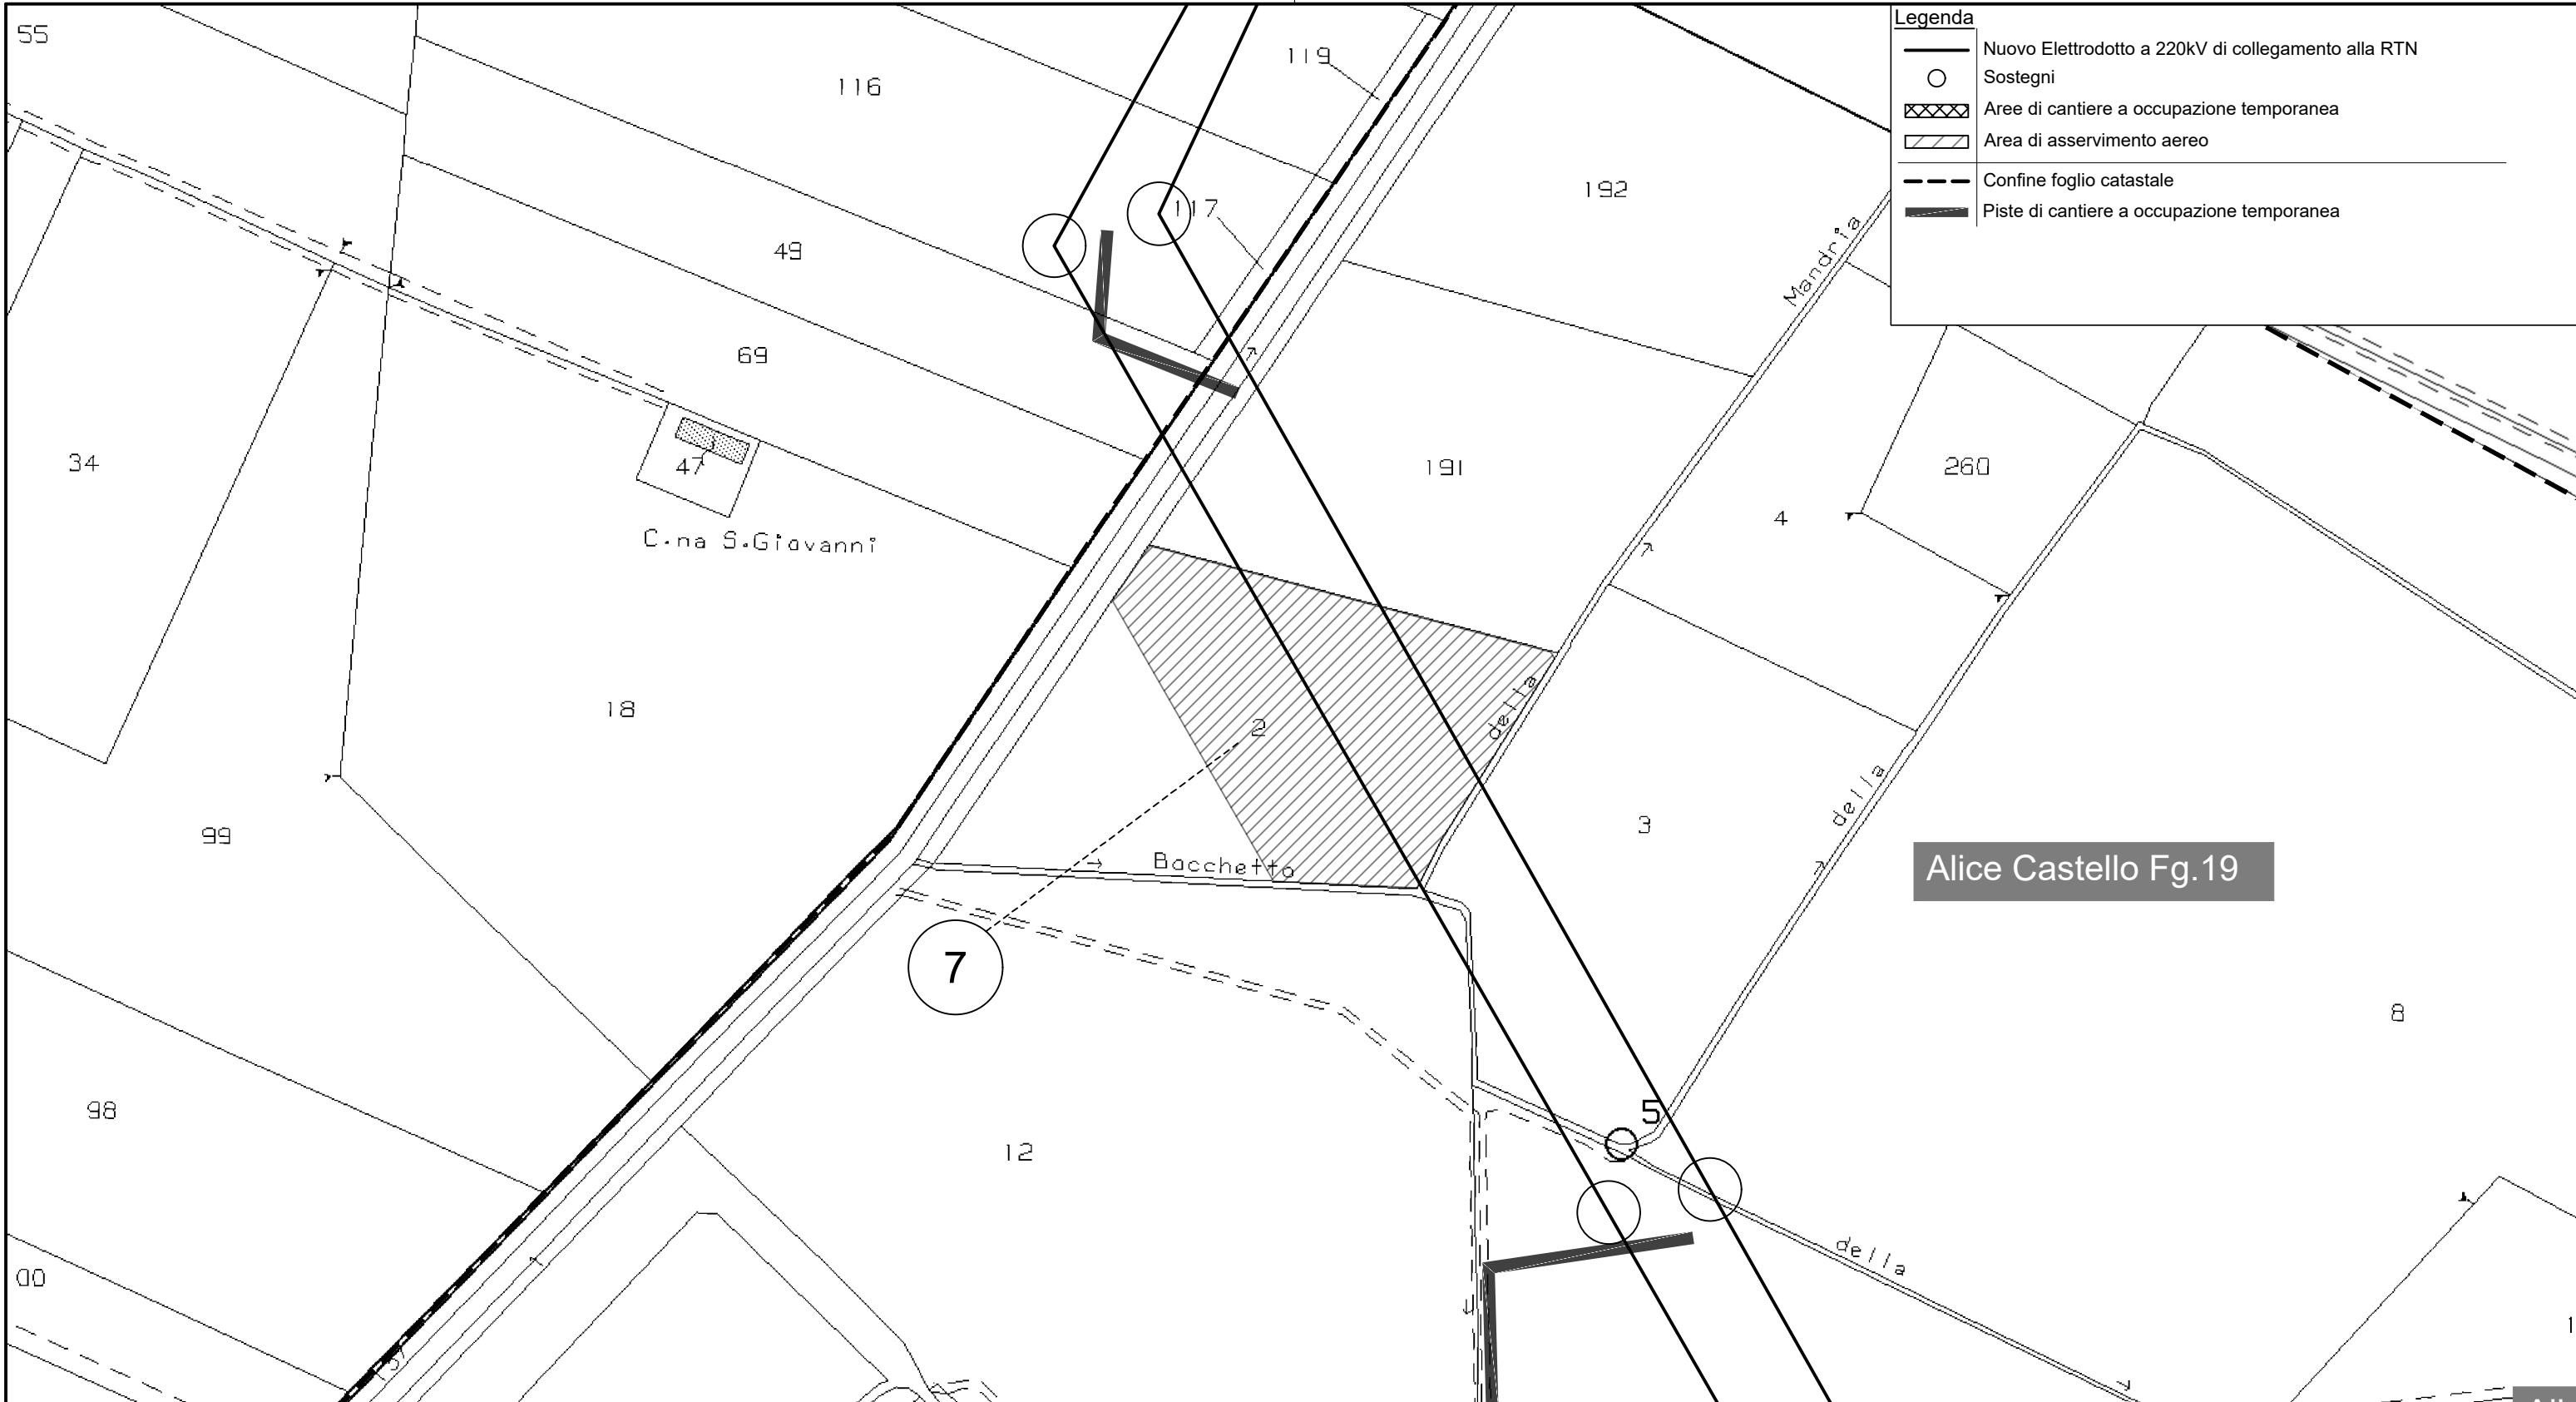 Legenda
Nuovo Elettrodotto a 220kV di collegamento alla RTN
Sostegni
Aree di cantiere a occupazione temporanea
Area di asservimento aereo
Confine foglio catastale
Piste di cantiere a occupazione temporanea
55
119
116
192
117
Mandria
49
69
34
47
191
260
4
C.na S.Giovanni
18
2
della
della
3
99
Bacchetto
Alice Castello Fg.19
7
8
98
5
12
della
00